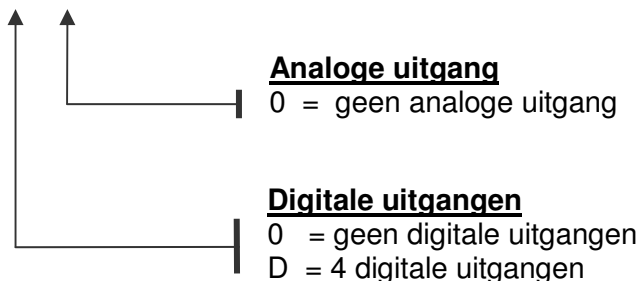 Analoge uitgang
0 = geen analoge uitgang
Digitale uitgangen
0 = geen digitale uitgangen
D = 4 digitale uitgangen